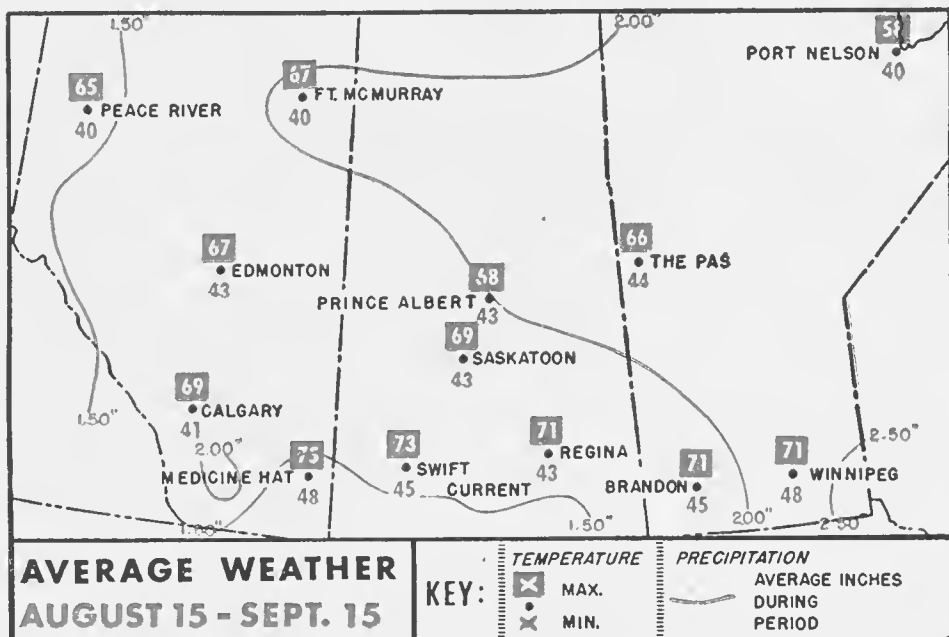 1.50"
2.00"
58
PORT NELSON
40
65
PEACE RIVER
40
67
FT. MCMURRAY
40
67
EDMONTON
43
66
THE PAS
44
68
PRINCE ALBERT
43
69
SASKATOON
43
69
CALGARY
41
1.50"
2.00"
75
MEDICINE HAT
48
73
SWIFT
CURRENT
45
71
REGINA
43
71
BRANDON
45
71
WINNIPEG
48
2.50"
1.50"
200"
2.50"
AVERAGE WEATHER
AUGUST 15 - SEPT. 15
KEY:
TEMPERATURE
X MAX.
X MIN.
PRECIPITATION
AVERAGE INCHES
DURING
PERIOD